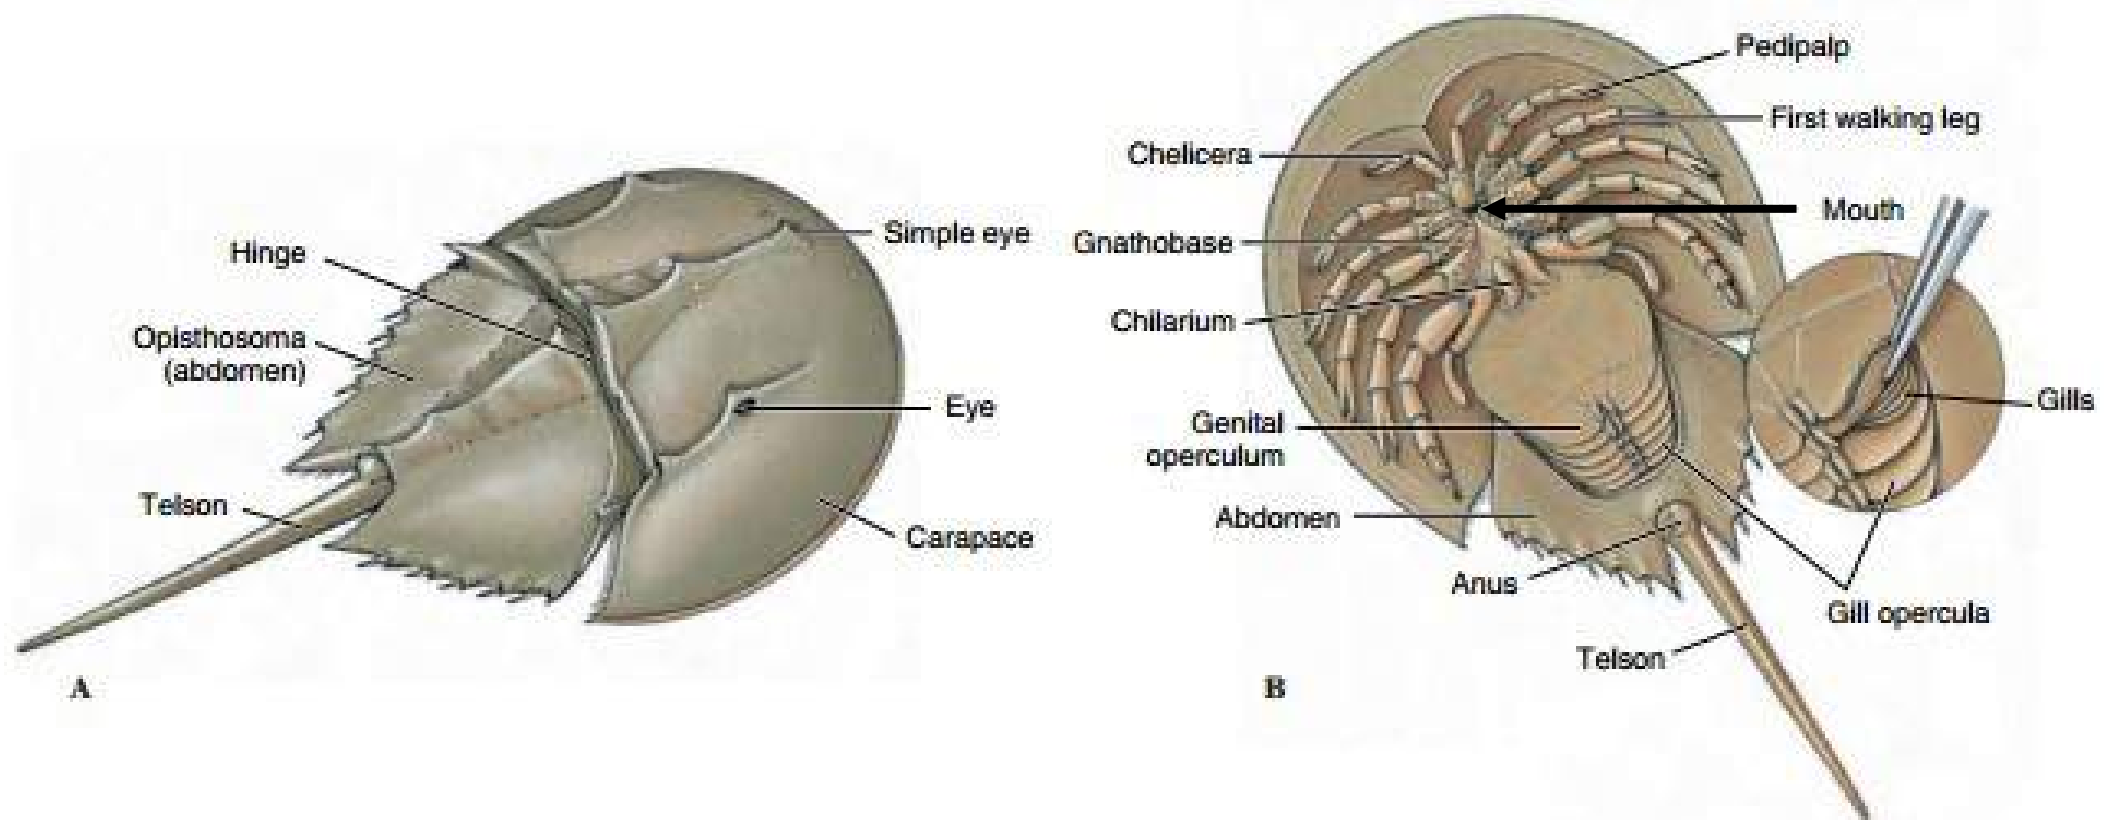 Simple eye
Hinge
Opisthosoma
(abdomen)
Eye
Telson
Carapace
A
Pedipalp
First walking leg
Chelicera
Mouth
Gnathobase
Chilarium
Gills
Genital
operculum
Abdomen
Anus
Gill opercula
Telson
B